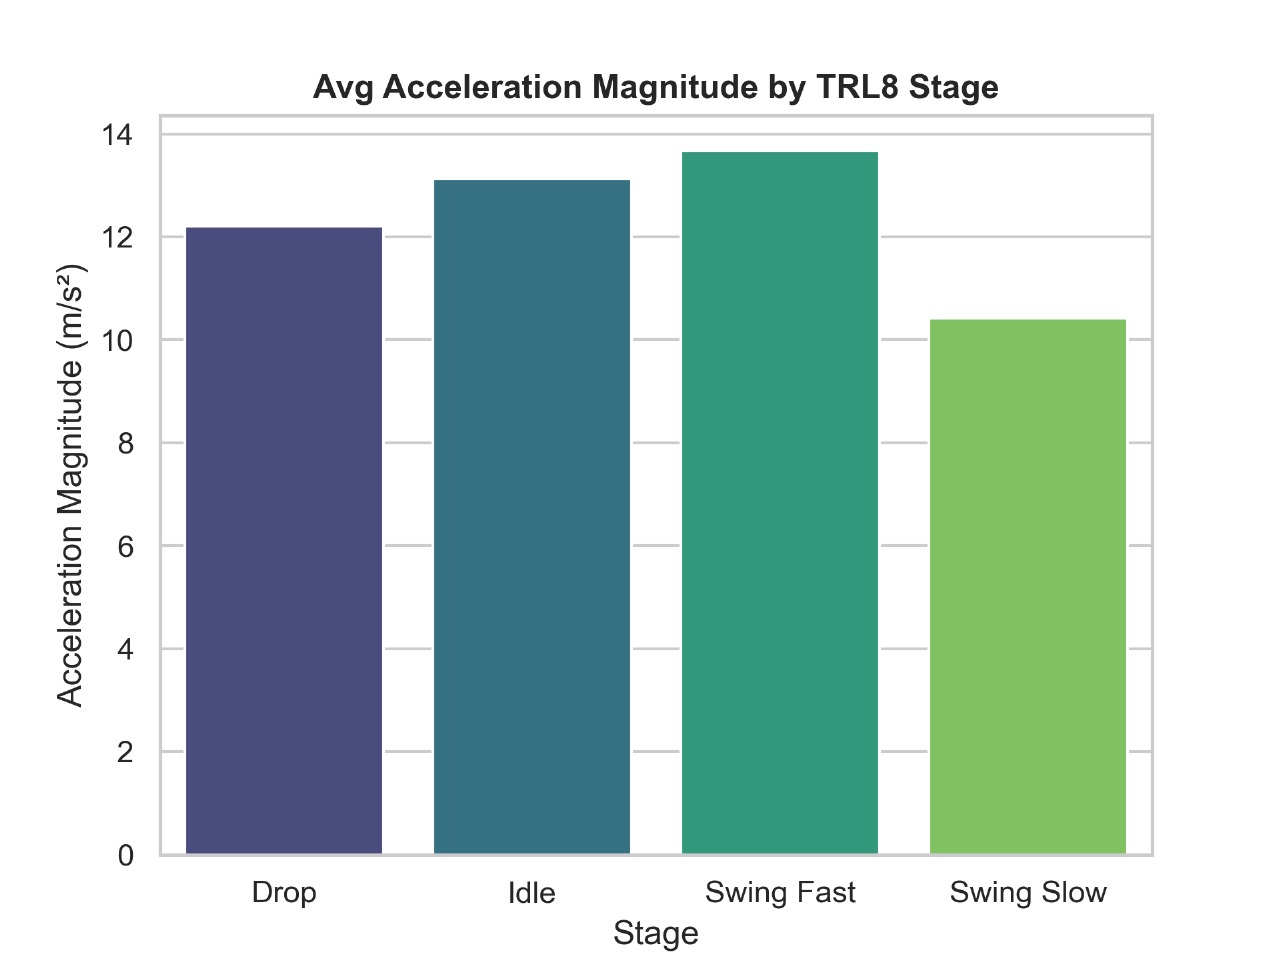 Avg Acceleration Magnitude by TRL8 Stage
Acceleration Magnitude (m/s²)
14
12
10
8
6
4
2
0
Drop Idle Swing Fast Swing Slow
Stage